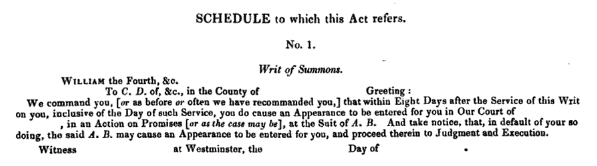 SCHEDULE to which this Act refers.
No. 1.
Writ of Summons.
WILLIAM the Fourth, &c.
To C. D. of, &c., in the County of Greeting:
We command you, [or as before or often we have recommanded you,] that within Eight Days after the Service of this Writ
on you, inclusive of the Day of such Service, you do cause an Appearance to be entered for you in Our Court of
, in an Action on Promises [or as the case may be], at the Suit of A. B. And take notice, that, in default of your so
doing, the said A. B. may cause an Appearance to be entered for you, and proceed therein to Judgment and Execution.
Witness at Westminster, the Day of .